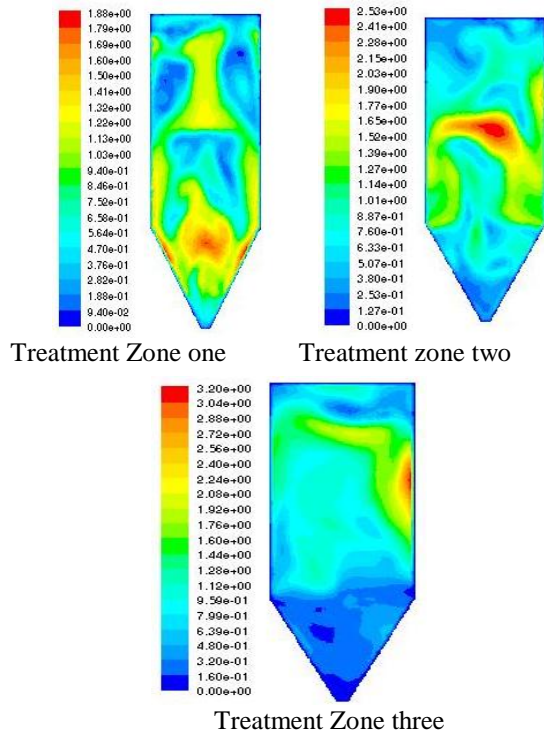 1.88e+00
1.79e+00
1.69e+00
1.60e+00
1.50e+00
1.41e+00
1.32e+00
1.22e+00
1.13e+00
1.03e+00
9.40e-01
8.46e-01
7.52e-01
6.58e-01
5.64e-01
4.70e-01
3.76e-01
2.82e-01
1.88e-01
9.40e-02
0.00e+00
2.53e+00
2.41e+00
2.28e+00
2.15e+00
2.03e+00
1.90e+00
1.77e+00
1.65e+00
1.52e+00
1.39e+00
1.27e+00
1.14e+00
1.01e+00
8.87e-01
7.60e-01
6.33e-01
5.07e-01
3.80e-01
2.53e-01
1.27e-01
0.00e+00
Treatment Zone one
Treatment zone two
3.20e+00
3.04e+00
2.88e+00
2.72e+00
2.56e+00
2.40e+00
2.24e+00
2.08e+00
1.92e+00
1.76e+00
1.60e+00
1.44e+00
1.28e+00
1.12e+00
9.59e-01
7.99e-01
6.39e-01
4.80e-01
3.20e-01
1.60e-01
0.00e+00
Treatment Zone three